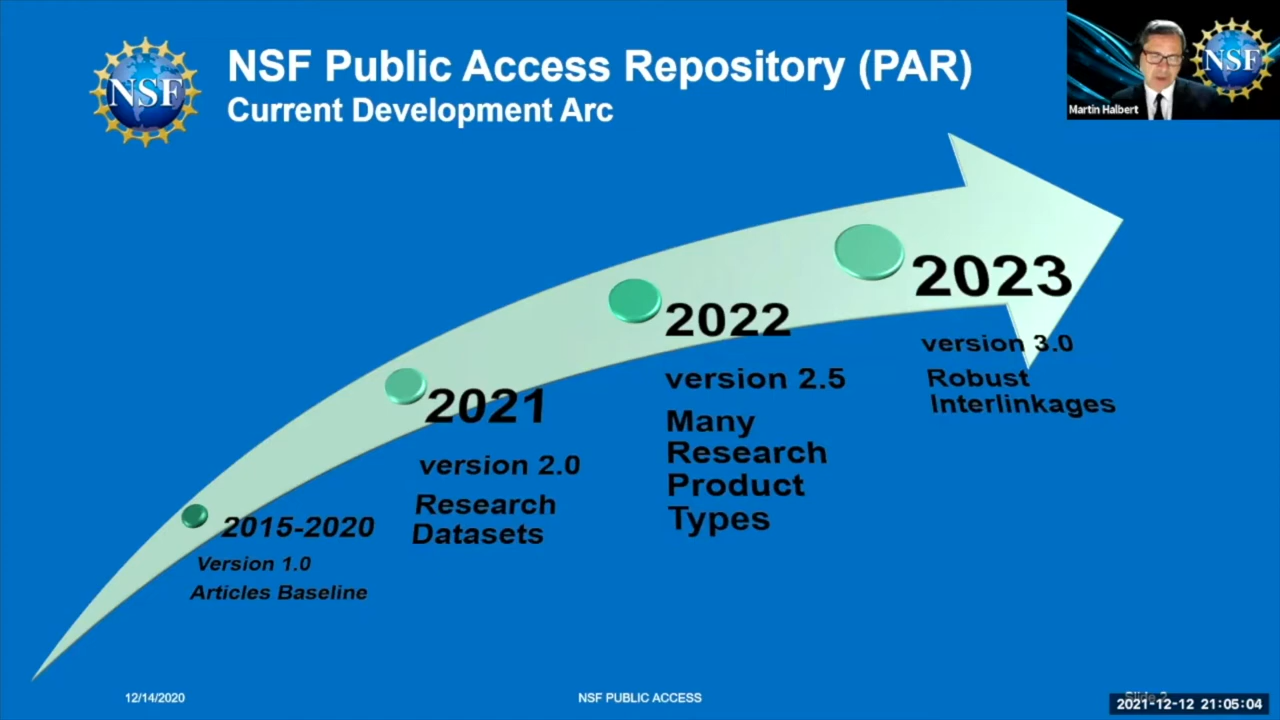 NSF Public Access Repository (PAR)
Current Development Arc
NSF
NSF
Martin Halbert
2015-2020
Version 1.0
Articles Baseline
2021
version 2.0
Research
Datasets
2022
version 2.5
Many
Research
Product
Types
2023
version 3.0
Robust
Interlinkages
12/14/2020
NSF PUBLIC ACCESS
Slide 2
2021-12-12 21:05:04